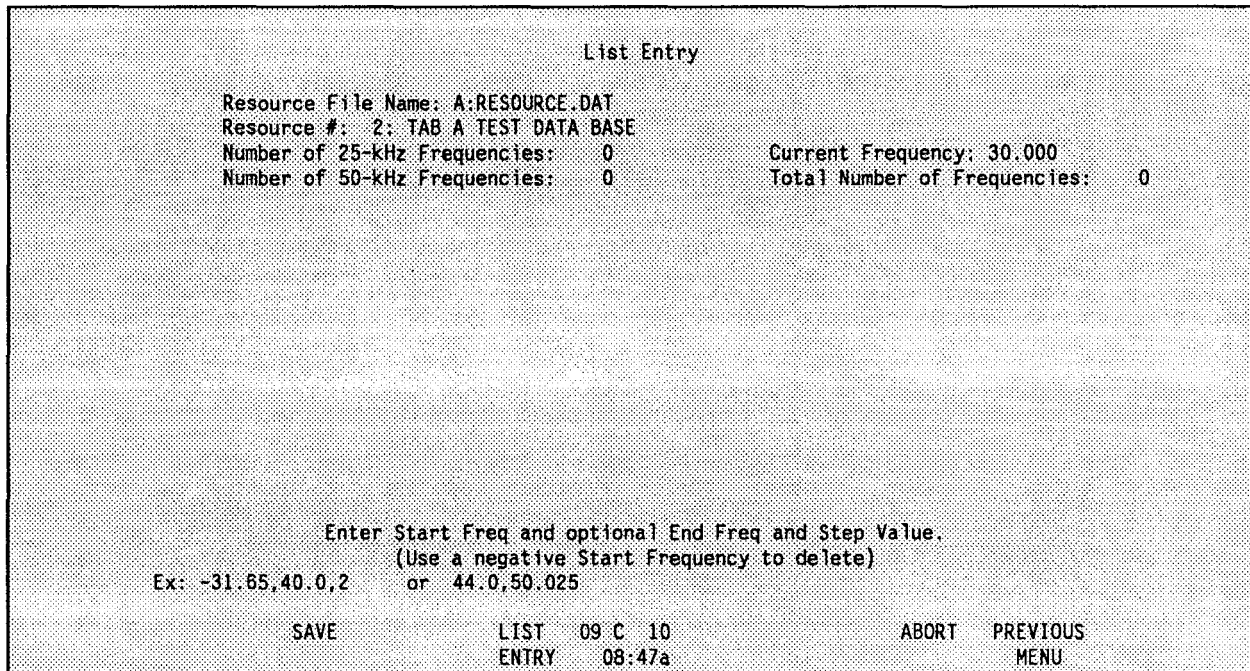 List Entry
Resource File Name: A:RESOURCE.DAT
Resource #: 2: TAB A TEST DATA BASE
Number of 25-kHz Frequencies: 0 Current Frequency: 30.000
Number of 50-kHz Frequencies: 0 Total Number of Frequencies: 0
Enter Start Freq and optional End Freq and Step Value.
(Use a negative Start Frequency to delete)
Ex: -31.65,40.0,2 or 44.0,50.025
SAVE LIST 09 C 10 ABORT PREVIOUS
ENTRY 08:47a MENU